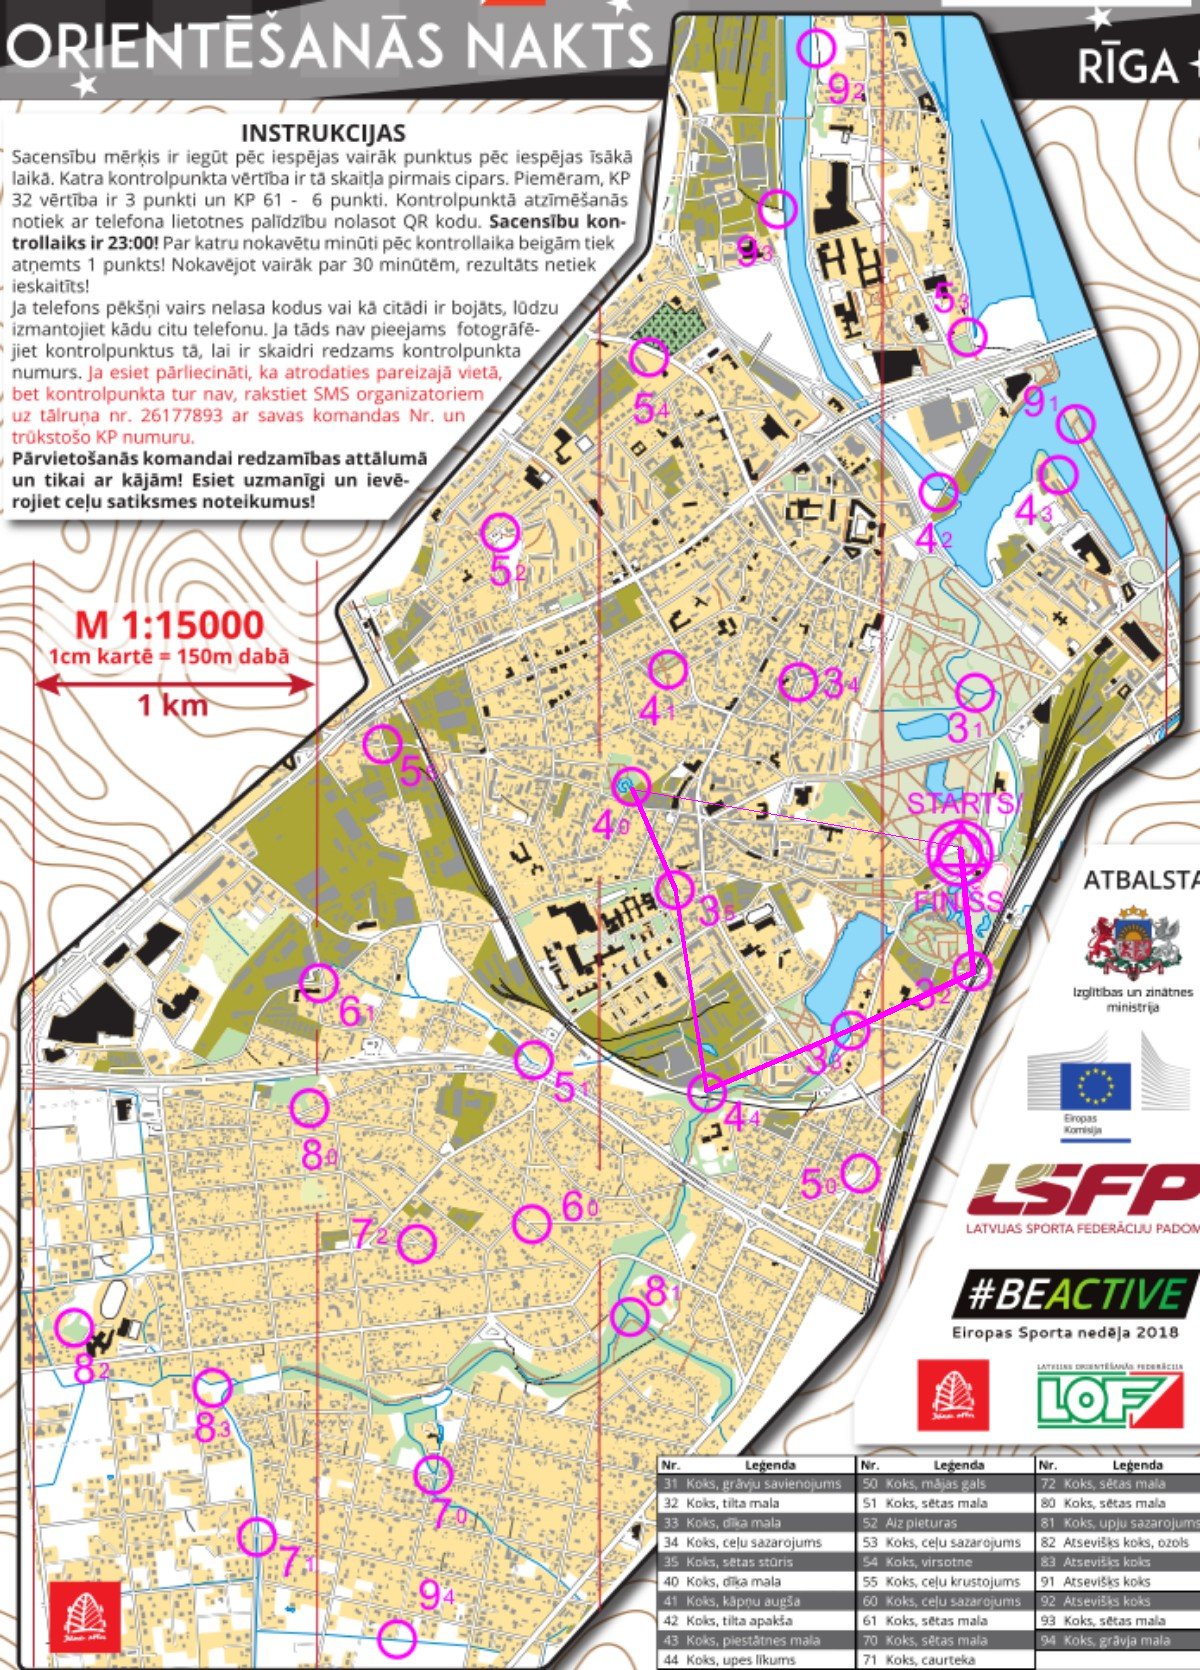 ORIENTĒŠANĀS NAKTS
RĪGA
INSTRUKCIJAS
Sacensību mērķis ir iegūt pēc iespējas vairāk punktus pēc iespējas īsākā
laikā. Katra kontrolpunkta vērtība ir tā skaitļa pirmais cipars. Piemēram, KP
32 vērtība ir 3 punkti un KP 61 - 6 punkti. Kontrolpunktā atzīmēšanās
notiek ar telefona lietotnes palīdzību nolasot QR kodu. Sacensību kon-
trollaiks ir 23:00! Par katru nokavētu minūti pēc kontrollaika beigām tiek
atņemts 1 punkts! Nokavējot vairāk par 30 minūtēm, rezultāts netiek
ieskaitīts!
Ja telefons pēkšņi vairs nelasa kodus vai kā citādi ir bojāts, lūdzu
izmantojiet kādu citu telefonu. Ja tāds nav pieejams fotogrāfē-
jiet kontrolpunktus tā, lai ir skaidri redzams kontrolpunkta
numurs. Ja esiet pārliecināti, ka atrodaties pareizajā vietā,
bet kontrolpunkta tur nav, rakstiet SMS organizatoriem
uz tālruņa nr. 26177893 ar savas komandas Nr. un
trūkstošo KP numuru.
Pārvietošanās komandai redzamības attālumā
un tikai ar kājām! Esiet uzmanīgi un ievē-
rojiet ceļu satiksmes noteikumus!
M 1:15000
1cm kartē = 150m dabā
1 km
92
93
53
54
91
43
42
52
41
34
31
55
40
STARTS
35
FINIŠS
32
61
33
51
44
80
50
60
72
81
82
83
70
71
94
ATBALSTA
Izglītības un zinātnes
ministrija
Eiropas
Komisija
LSFP
LATVIJAS SPORTA FEDERĀCIJU PADOM
#BEACTIVE
Eiropas Sporta nedēļa 2018
LATVIJAS ORIENTĒŠANĀS FEDERĀCIJA
LOF
Nr. Leģenda Nr. Leģenda Nr. Leģenda
31 Koks, grāvju savienojums 50 Koks, mājas gals 72 Koks, sētas mala
32 Koks, tilta mala 51 Koks, sētas mala 80 Koks, sētas mala
33 Koks, dīķa mala 52 Aiz pieturas 81 Koks, upju sazarojums
34 Koks, ceļu sazarojums 53 Koks, ceļu sazarojums 82 Atsevišķs koks, ozols
35 Koks, sētas stūris 54 Koks, virsotne 83 Atsevišķs koks
40 Koks, dīķa mala 55 Koks, ceļu krustojums 91 Atsevišķs koks
41 Koks, kāpņu augša 60 Koks, ceļu sazarojums 92 Atsevišķs koks
42 Koks, tilta apakša 61 Koks, sētas mala 93 Koks, sētas mala
43 Koks, piestātnes mala 70 Koks, sētas mala 94 Koks, grāvja mala
44 Koks, upes līkums 71 Koks, caurteka